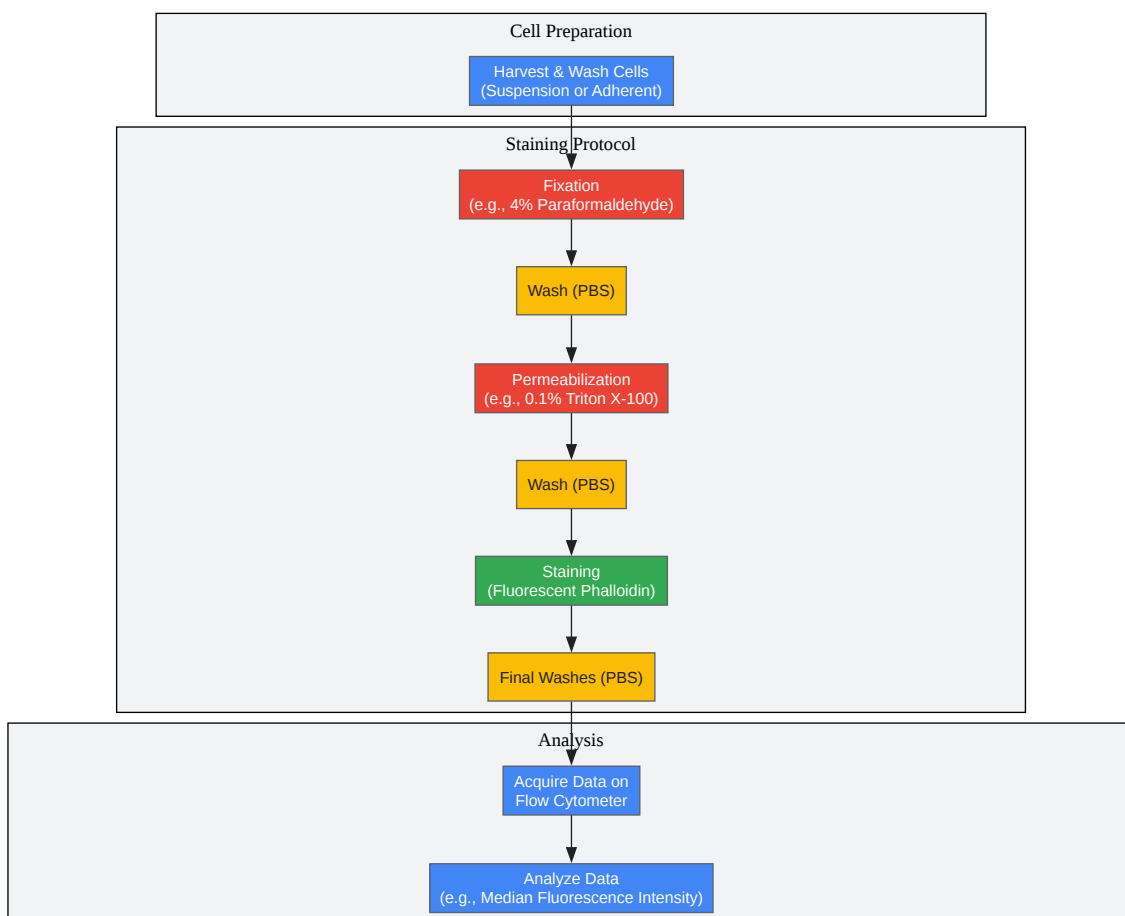 Cell Preparation
Harvest & Wash Cells
(Suspension or Adherent)
Staining Protocol
Fixation
(e.g., 4% Paraformaldehyde)
Wash (PBS)
Permeabilization
(e.g., 0.1% Triton X-100)
Wash (PBS)
Staining
(Fluorescent Phalloidin)
Final Washes (PBS)
Analysis
Acquire Data on
Flow Cytometer
Analyze Data
(e.g., Median Fluorescence Intensity)